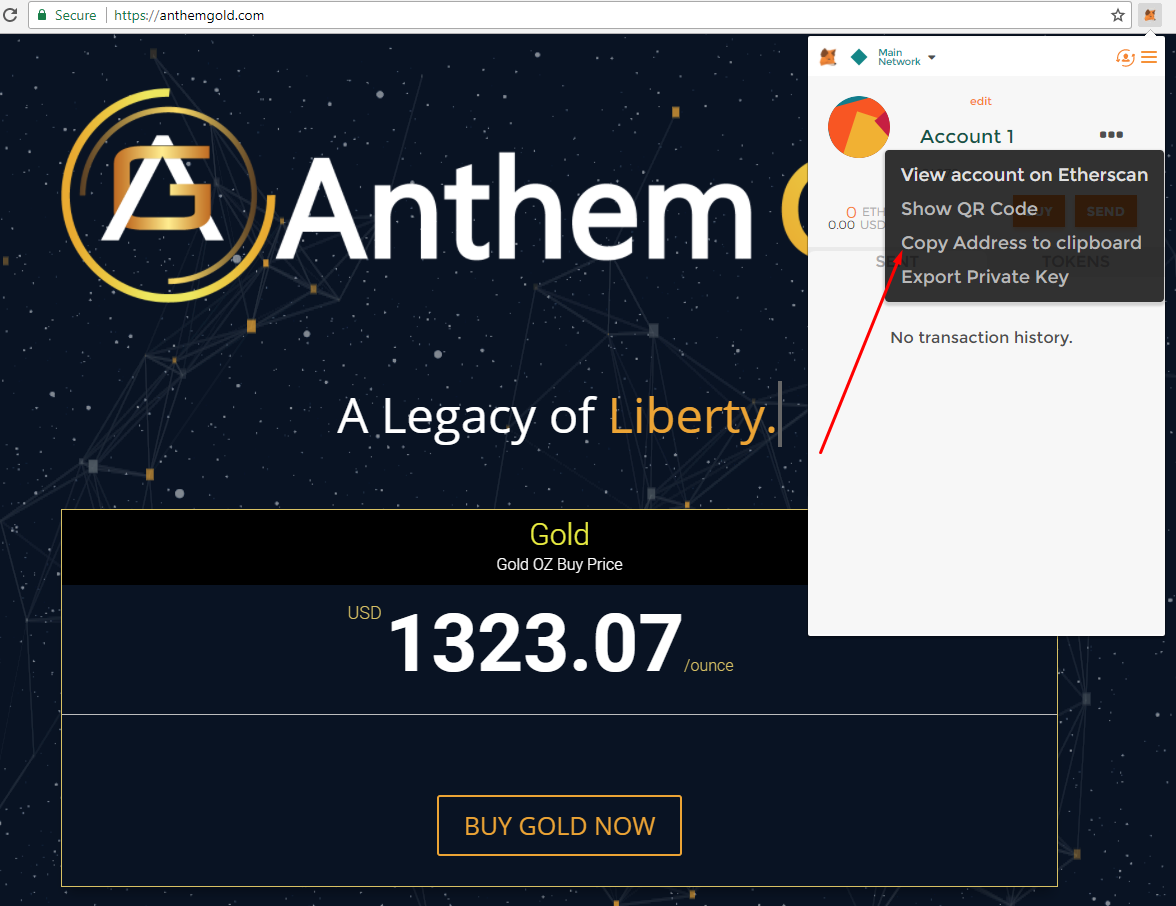 Secure
https://anthemgold.com
Main
Network
edit
Account 1
View account on Etherscan
Show QR Code
Copy Address to clipboard
Export Private Key
0 ETH
0.00 USD
BUY
SEND
SENT
TOKENS
No transaction history.
AG
Anthem G
A Legacy of Liberty.
Gold
Gold OZ Buy Price
USD
1323.07
/ounce
BUY GOLD NOW